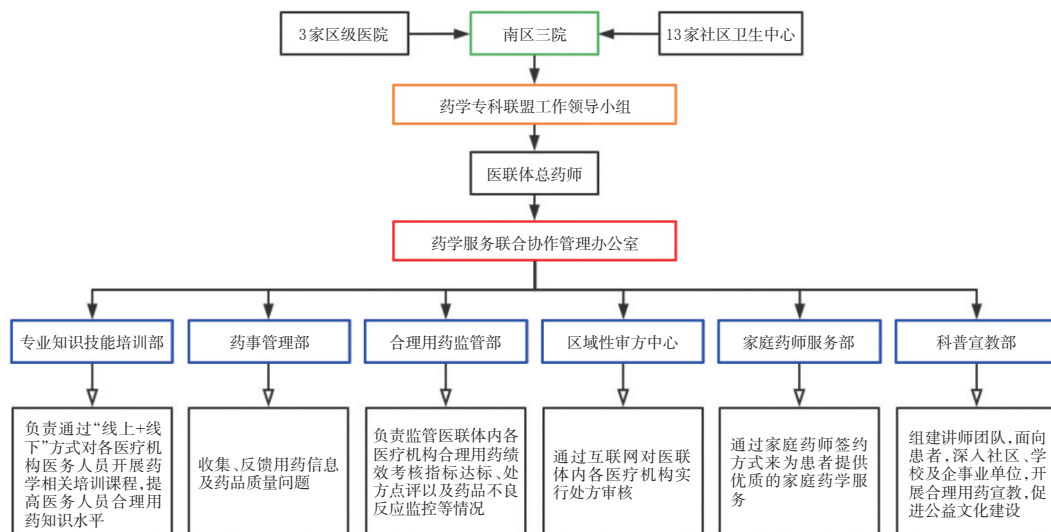 3家区级医院
南区三院
13家社区卫生中心
药学专科联盟工作领导小组
医联体总药师
药学服务联合协作管理办公室
专业知识技能培训部
药事管理部
合理用药监管部
区域性审方中心
家庭药师服务部
科普宣教部
负责通过“线上+线
下”方式对各医疗机
构医务人员开展药
学相关培训课程,提
高医务人员合理用
药知识水平
收集、反馈用药信息
及药品质量问题
负责监管医联体内各
医疗机构合理用药绩
效考核指标达标、处
方点评以及药品不良
反应监控等情况
通过互联网对医联
体内各医疗机构实
行处方审核
通过家庭药师签约
方式来为患者提供
优质的家庭药学服
务
组建讲师团队,面向
患者,深入社区、学
校及企事业单位,开
展合理用药宣教,促
进公益文化建设